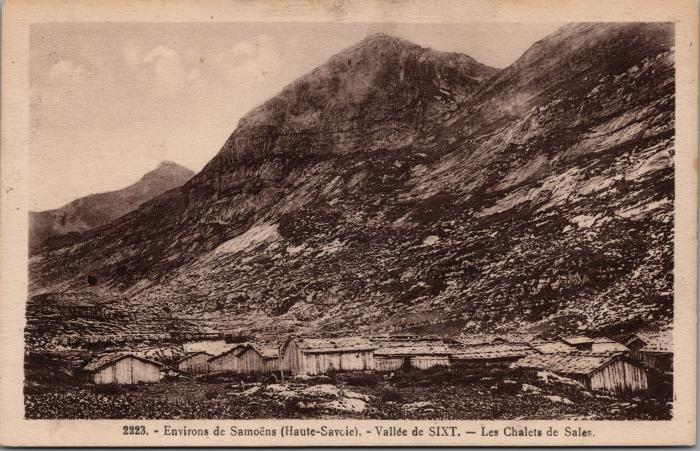 2223. - Environs de Samoëns (Haute-Savoie). - Vallée de SIXT. — Les Chalets de Sales.